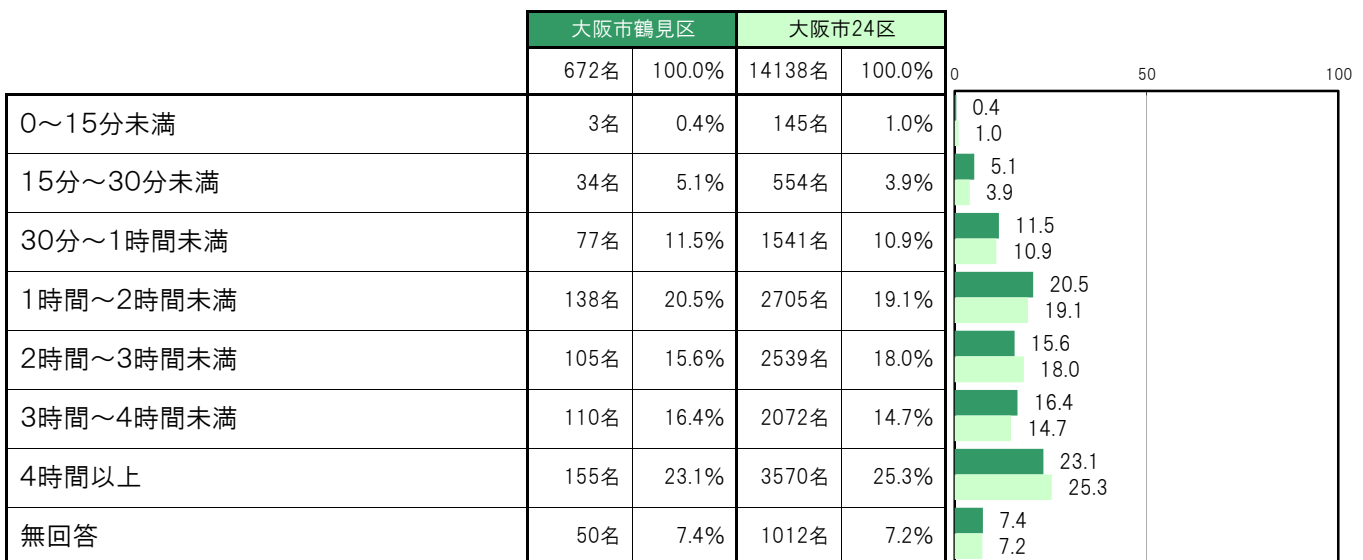 大阪市鶴見区 大阪市24区
672名 100.0% 14138名 100.0% 0 50 100
0～15分未満 3名 0.4% 145名 1.0% 0.4
1.0
15分～30分未満 34名 5.1% 554名 3.9% 5.1
3.9
30分～1時間未満 77名 11.5% 1541名 10.9% 11.5
10.9
1時間～2時間未満 138名 20.5% 2705名 19.1% 20.5
19.1
2時間～3時間未満 105名 15.6% 2539名 18.0% 15.6
18.0
3時間～4時間未満 110名 16.4% 2072名 14.7% 16.4
14.7
4時間以上 155名 23.1% 3570名 25.3% 23.1
25.3
無回答 50名 7.4% 1012名 7.2% 7.4
7.2